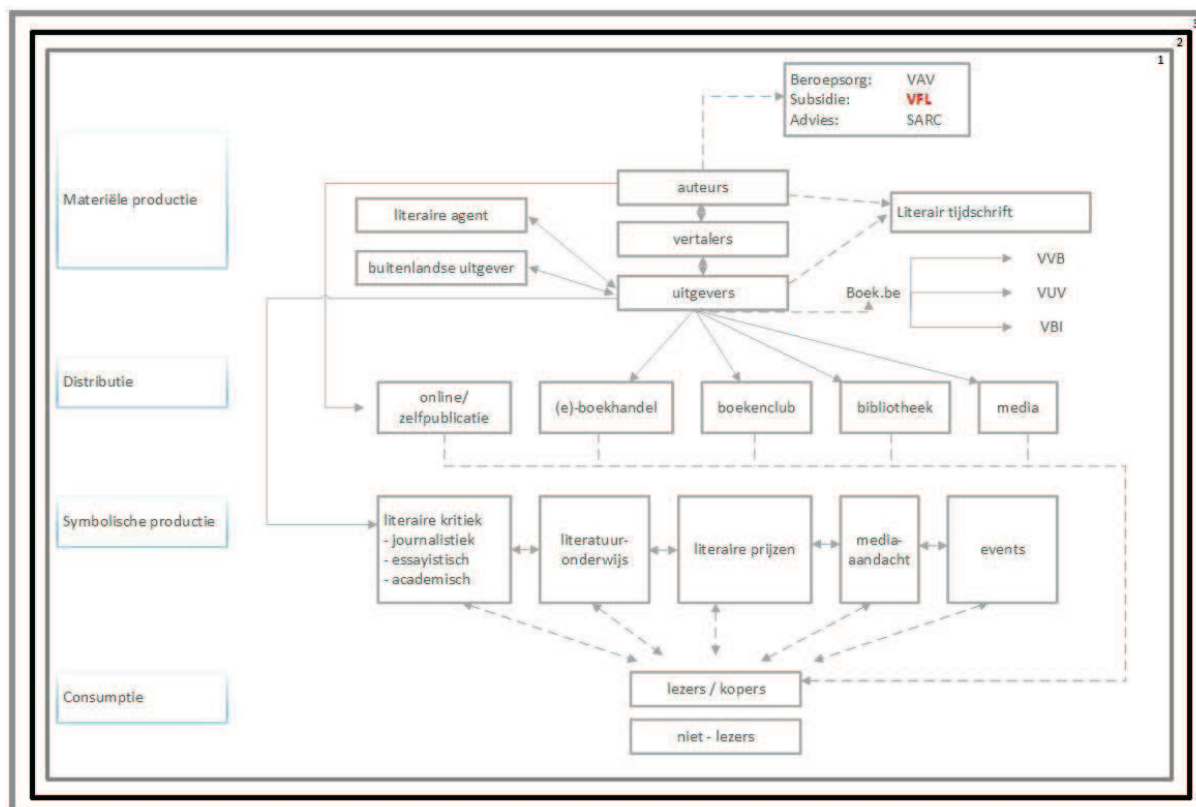 3
2
1
Beroepsorg: VAV
Subsidie: VFL
Advies: SARC
Materiële productie
auteurs
literaire agent
Literair tijdschrift
vertalers
buitenlandse uitgever
uitgevers
Boek.be
VVB
VUV
VBI
Distributie
online/
zelfpublicatie
(e)-boekhandel
boekenclub
bibliotheek
media
Symbolische productie
literaire kritiek
- journalistiek
- essayistisch
- academisch
literatuur-
onderwijs
literaire prijzen
media-
aandacht
events
Consumptie
lezers / kopers
niet - lezers